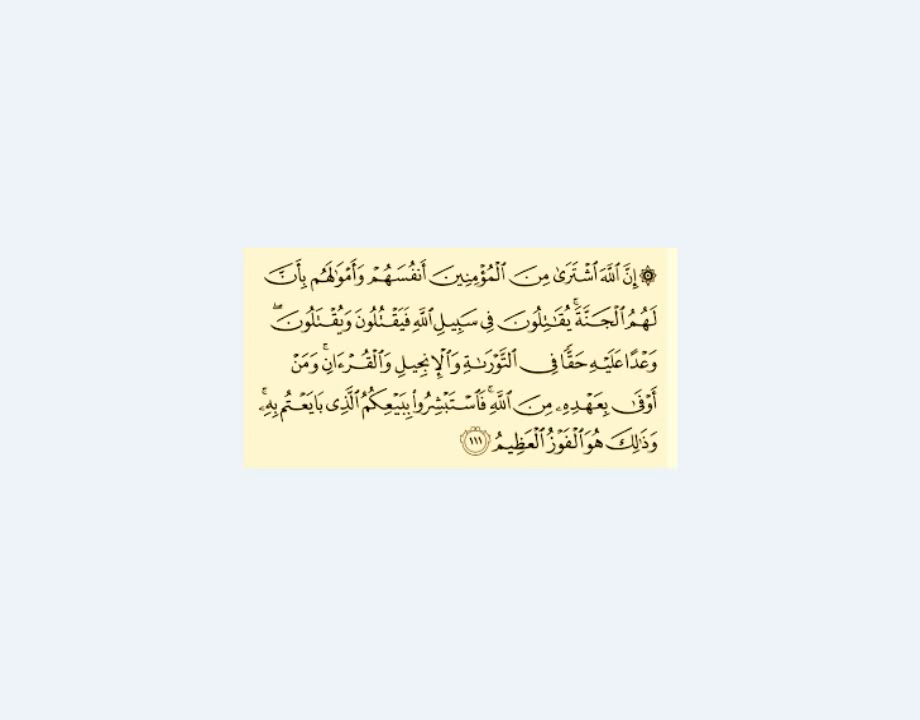 ۞ إِنَّ ٱللَّهَ ٱشْتَرَىٰ مِنَ ٱلْمُؤْمِنِينَ أَنفُسَهُمْ وَأَمْوَٰلَهُم بِأَنَّ
لَهُمُ ٱلْجَنَّةَ ۚ يُقَٰتِلُونَ فِى سَبِيلِ ٱللَّهِ فَيَقْتُلُونَ وَيُقْتَلُونَ ۖ
وَعْدًا عَلَيْهِ حَقًّا فِى ٱلتَّوْرَىٰةِ وَٱلْإِنجِيلِ وَٱلْقُرْءَانِ ۚ وَمَنْ
أَوْفَىٰ بِعَهْدِهِۦ مِنَ ٱللَّهِ ۚ فَٱسْتَبْشِرُوا۟ بِبَيْعِكُمُ ٱلَّذِى بَايَعْتُم بِهِۦ ۚ
وَذَٰلِكَ هُوَ ٱلْفَوْزُ ٱلْعَظِيمُ ١١١